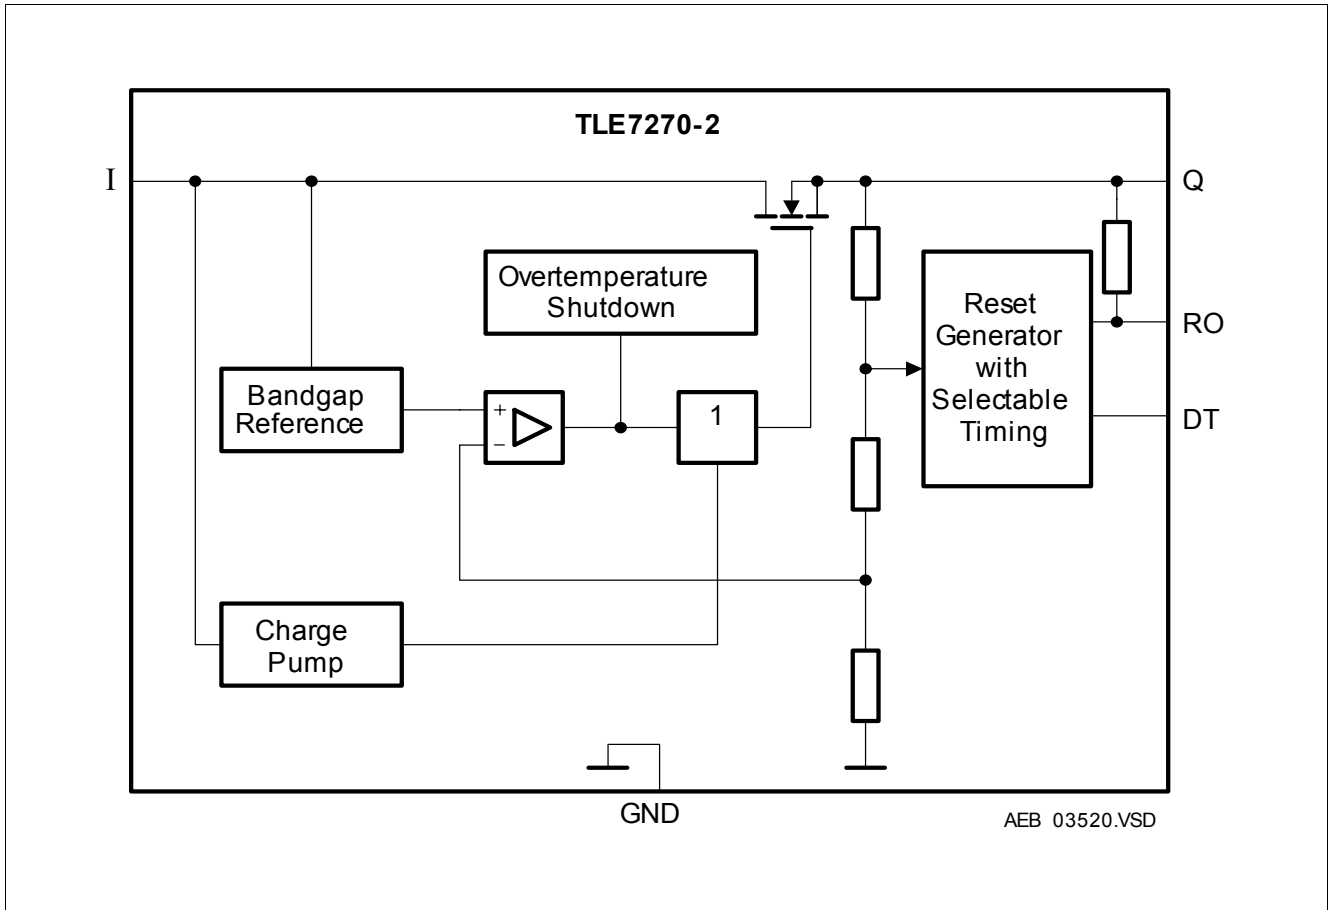 TLE7270-2
I
Q
Overtemperature
Shutdown
Reset
Generator
with
Selectable
Timing
RO
DT
Bandgap
Reference
+
−
1
Charge
Pump
GND
AEB 03520.VSD